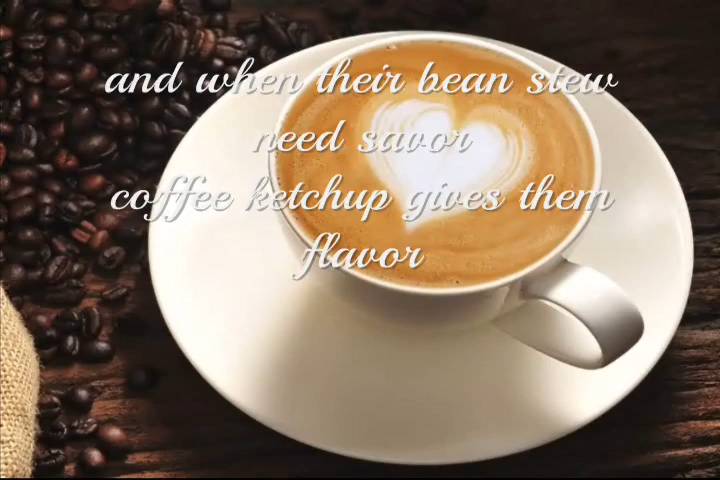 and when their bean stew
need savor
coffee ketchup gives them
flavor